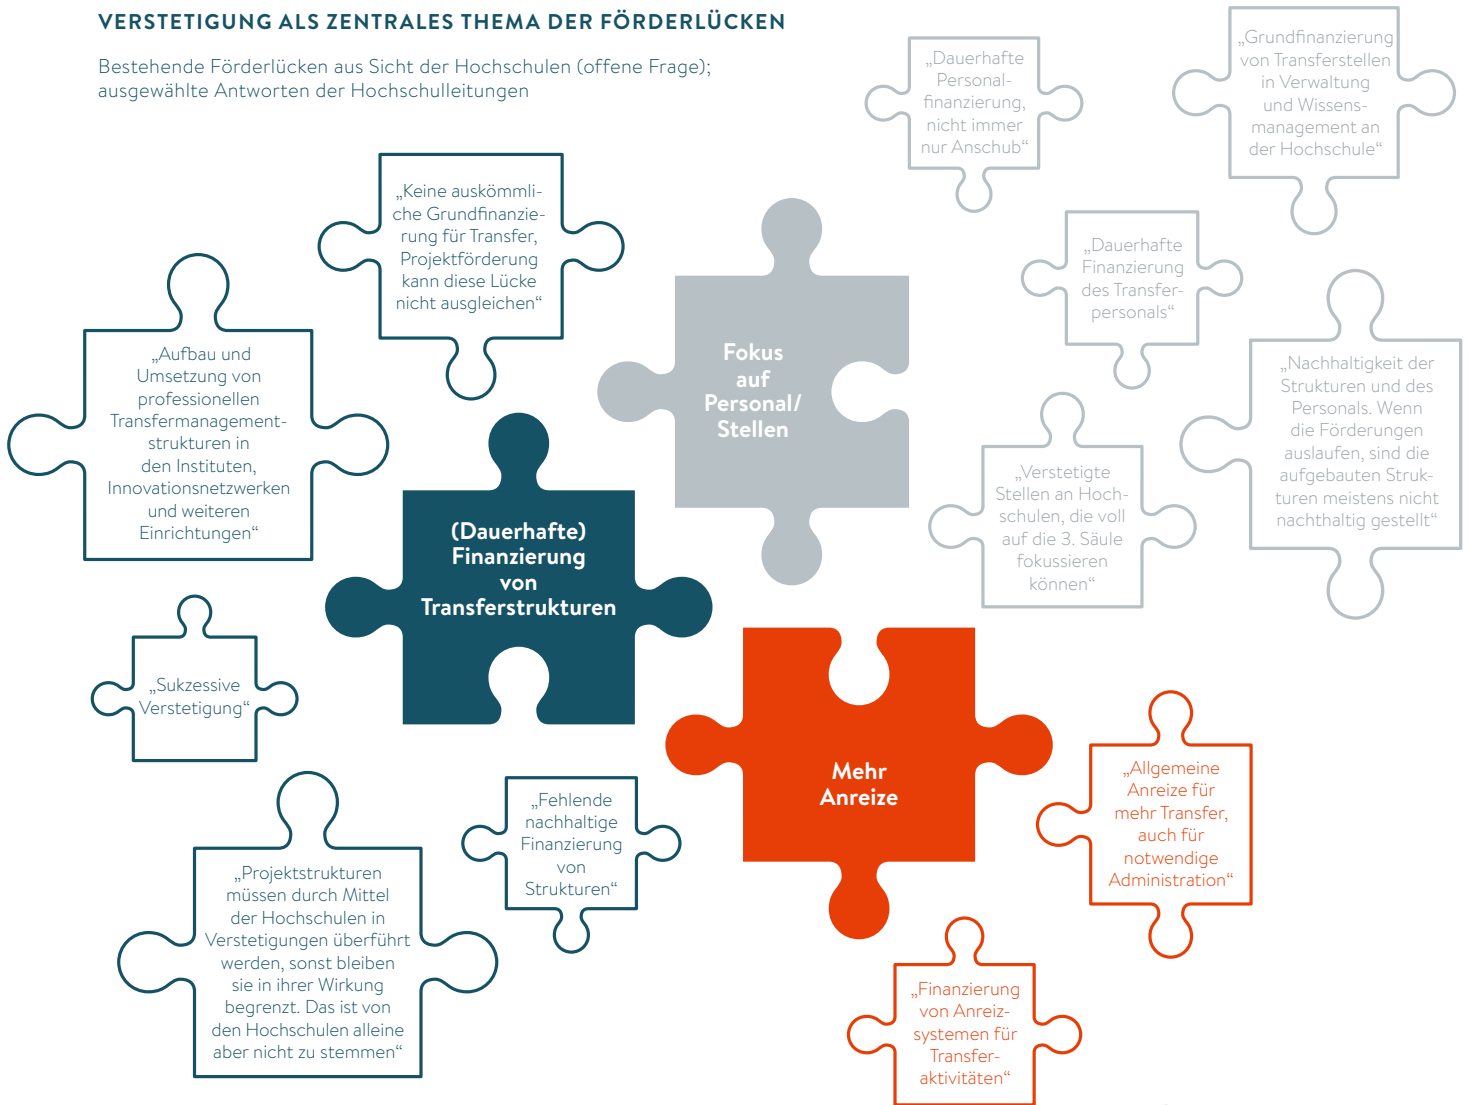 VERSTETIGUNG ALS ZENTRALES THEMA DER FÖRDERLÜCKEN
Bestehende Förderlücken aus Sicht der Hochschulen (offene Frage);
ausgewählte Antworten der Hochschulleitungen
„Keine auskömmli-
che Grundfinanzie-
rung für Transfer,
Projektförderung
kann diese Lücke
nicht ausgleichen“
„Aufbau und
Umsetzung von
professionellen
Transfermanagement-
strukturen in
den Instituten,
Innovationsnetzwerken
und weiteren
Einrichtungen“
(Dauerhafte)
Finanzierung
von
Transferstrukturen
„Sukzessive
Verstetigung“
„Fehlende
nachhaltige
Finanzierung
von
Strukturen“
„Projektstrukturen
müssen durch Mittel
der Hochschulen in
Verstetigungen überführt
werden, sonst bleiben
sie in ihrer Wirkung
begrenzt. Das ist von
den Hochschulen alleine
aber nicht zu stemmen“
Fokus
auf
Personal/
Stellen
„Dauerhafte
Personal-
finanzierung,
nicht immer
nur Anschub“
„Grundfinanzierung
von Transferstellen
in Verwaltung
und Wissens-
management an
der Hochschule“
„Dauerhafte
Finanzierung
des Transfer-
personals“
„Nachhaltigkeit der
Strukturen und des
Personals. Wenn
die Förderungen
auslaufen, sind die
aufgebauten Struk-
turen meistens nicht
nachthaltig gestellt“
„Verstetigte
Stellen an Hoch-
schulen, die voll
auf die 3. Säule
fokussieren
können“
Mehr
Anreize
„Allgemeine
Anreize für
mehr Transfer,
auch für
notwendige
Administration“
„Finanzierung
von Anreiz-
systemen für
Transfer-
aktivitäten“